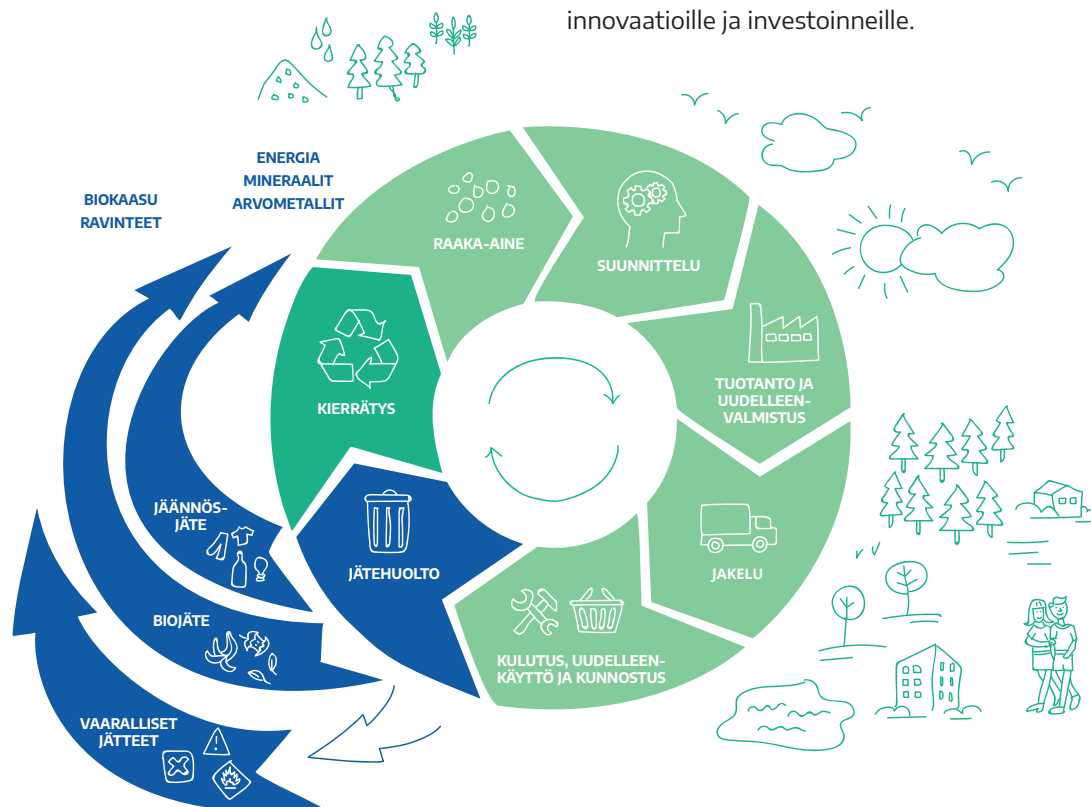 innovaatioille ja investoinneille.
ENERGIA
MINERAALIT
ARVOMETALLIT
BIOKAASU
RAVINTEET
RAAKA-AINE
SUUNNITTELU
TUOTANTO JA
UUDELLEEN-
VALMISTUS
JAKELU
KULUTUS, UUDELLEEN-
KÄYTTÖ JA KUNNOSTUS
JÄTEHUOLTO
KIERRÄTYS
JÄÄNNÖS-
JÄTE
BIOJÄTE
VAARALLISET
JÄTTEET